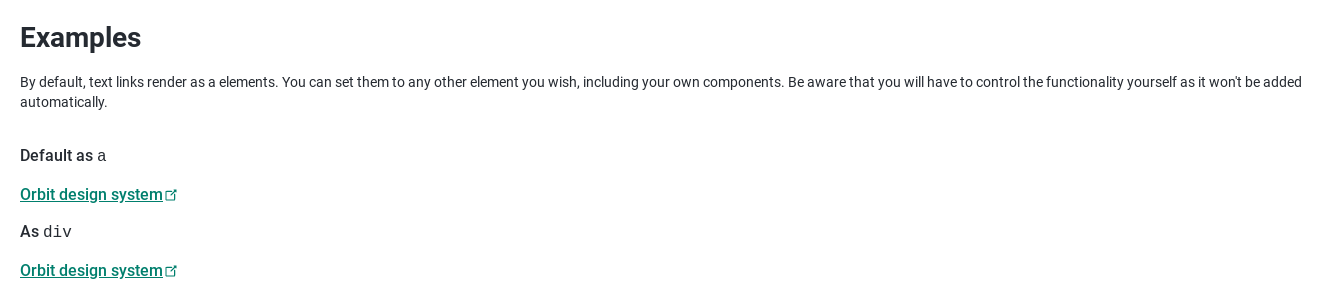 Examples
By default, text links render as a elements. You can set them to any other element you wish, including your own components. Be aware that you will have to control the functionality yourself as it won't be added
automatically.
Default as a
Orbit design system
As div
Orbit design system